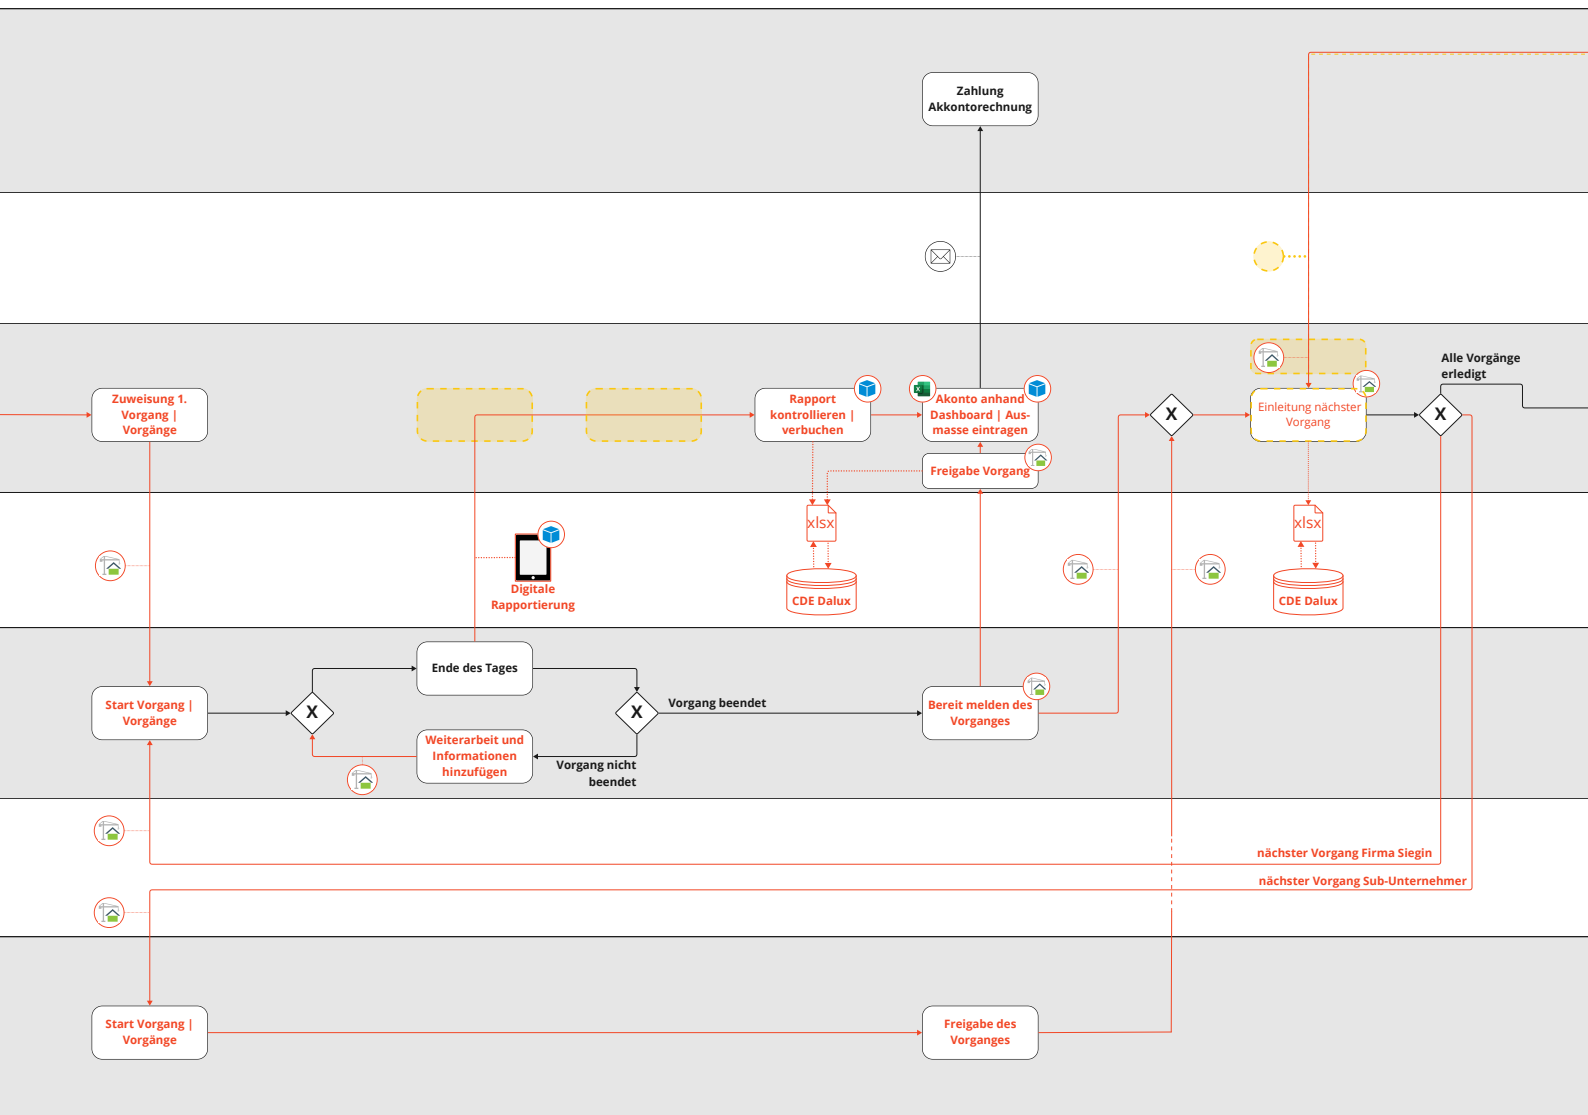 Zahlung
Akkontorechnung
Alle Vorgänge
erledigt
Zuweisung 1.
Vorgang |
Vorgänge
Rapport
kontrollieren |
verbuchen
Akonto anhand
Dashboard | Aus-
masse eintragen
X
Einleitung nächster
Vorgang
X
Freigabe Vorgang
xlsx
xlsx
Digitale
Rapportierung
CDE Dalux
CDE Dalux
Ende des Tages
Start Vorgang |
Vorgänge
X
X
Vorgang beendet
Bereit melden des
Vorganges
Weiterarbeit und
Informationen
hinzufügen
Vorgang nicht
beendet
nächster Vorgang Firma Siegin
nächster Vorgang Sub-Unternehmer
Start Vorgang |
Vorgänge
Freigabe des
Vorganges